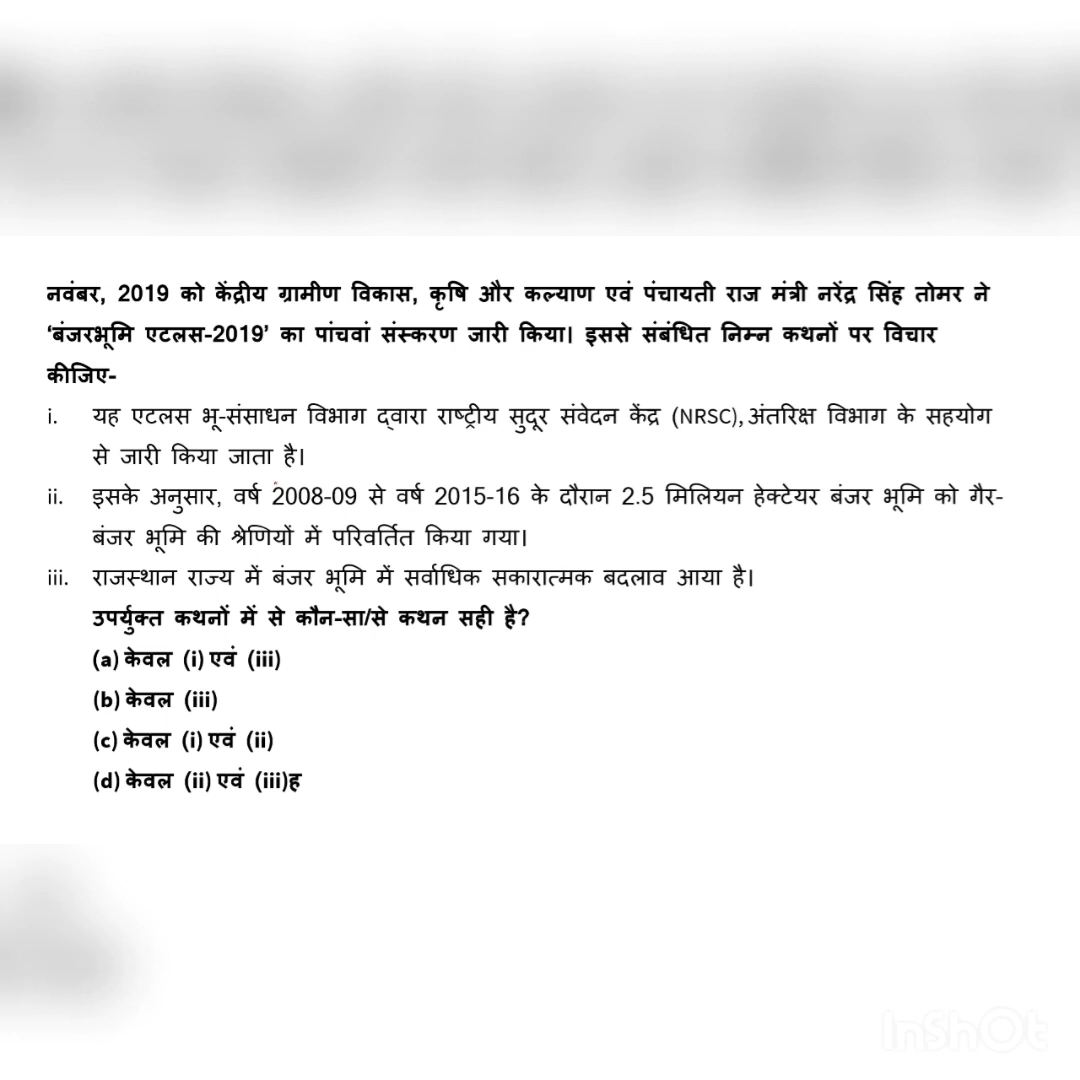 नवंबर, 2019 को केंद्रीय ग्रामीण विकास, कृषि और कल्याण एवं पंचायती राज मंत्री नरेंद्र सिंह तोमर ने
‘बंजरभूमि एटलस-2019’ का पांचवां संस्करण जारी किया। इससे संबंधित निम्न कथनों पर विचार
कीजिए-
i. यह एटलस भू-संसाधन विभाग द्वारा राष्ट्रीय सुदूर संवेदन केंद्र (NRSC), अंतरिक्ष विभाग के सहयोग
से जारी किया जाता है।
ii. इसके अनुसार, वर्ष 2008-09 से वर्ष 2015-16 के दौरान 2.5 मिलियन हेक्टेयर बंजर भूमि को गैर-
बंजर भूमि की श्रेणियों में परिवर्तित किया गया।
iii. राजस्थान राज्य में बंजर भूमि में सर्वाधिक सकारात्मक बदलाव आया है।
उपर्युक्त कथनों में से कौन-सा/से कथन सही है?
(a) केवल (i) एवं (iii)
(b) केवल (iii)
(c) केवल (i) एवं (ii)
(d) केवल (ii) एवं (iii)ह
InShOt